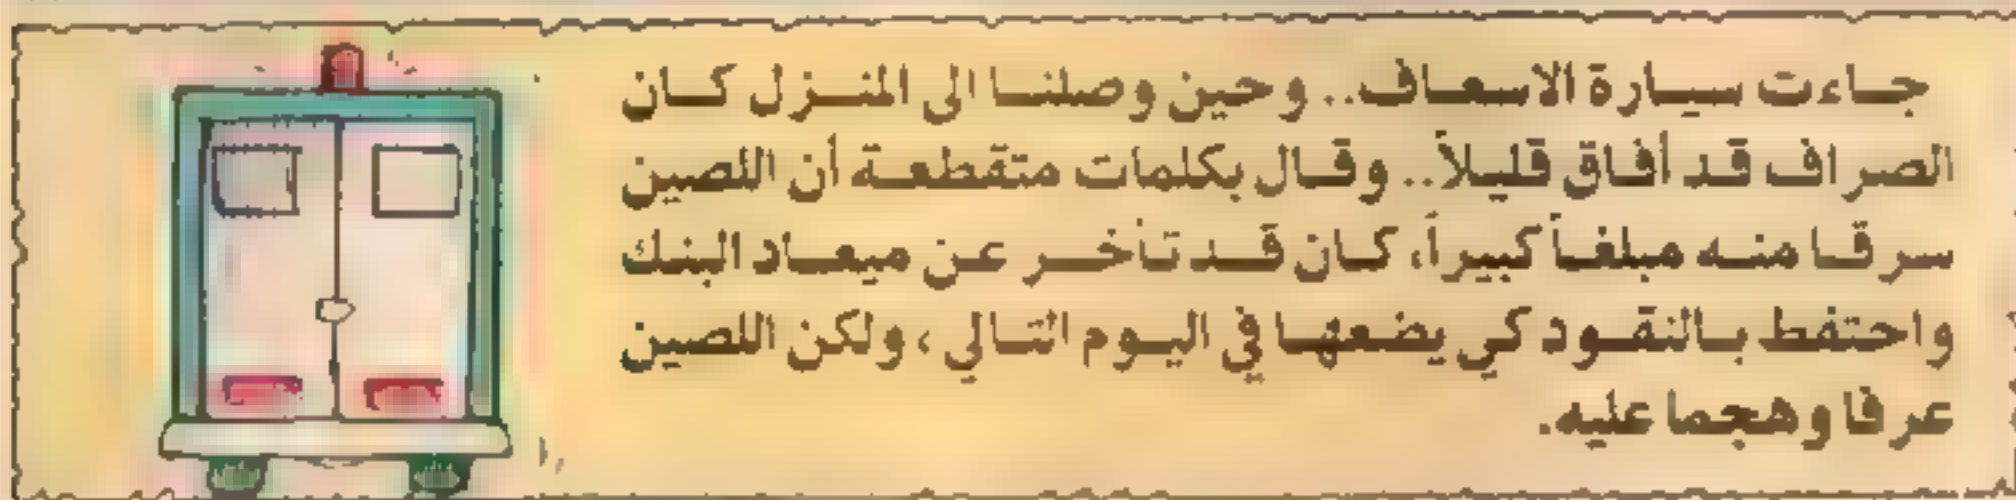 جاءت سيارة الاسعاف.. وحين وصلنا الى المنزل كان
الصراف قد أفاق قليلاً.. وقال بكلمات متقطعة أن اللصين
سرقا منه مبلغاً كبيراً، كان قد تأخر عن ميعاد البنك
واحتفط بالنقود كي يضعها في اليوم التالي، ولكن اللصين
عرفا وهجما عليه.